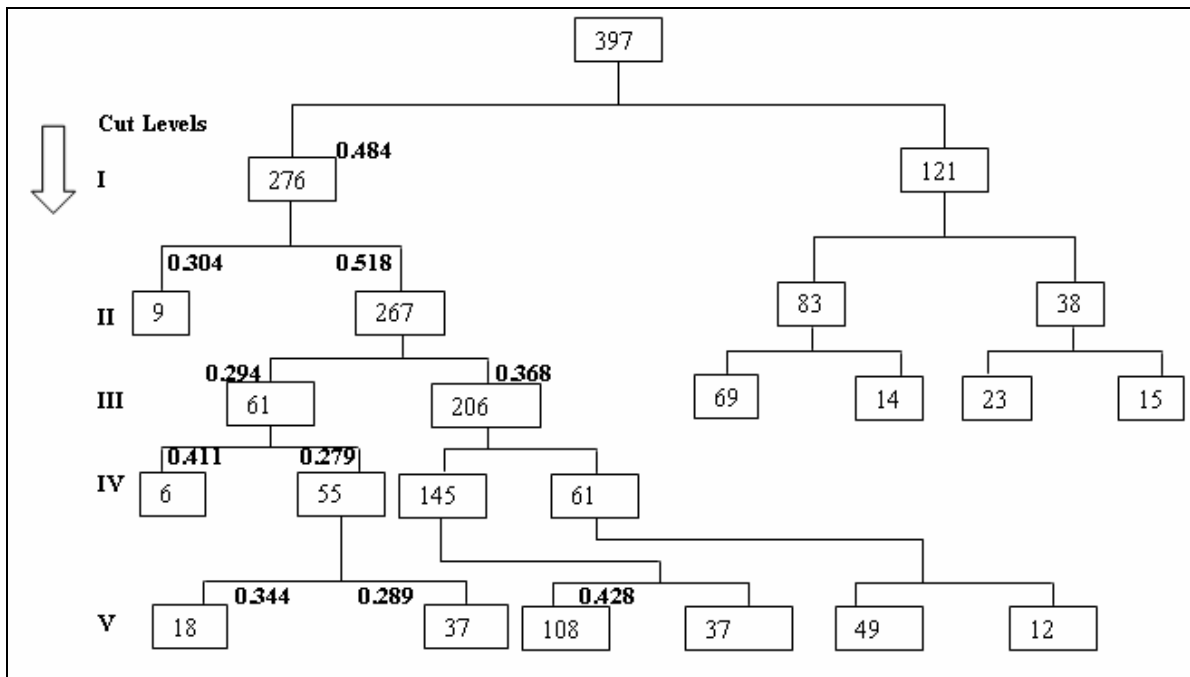 397
Cut Levels
0.484
I 276 121
0.304 0.518
II 9 267 83 38
0.294 0.368
III 61 206 69 14 23 15
0.411 0.279
IV 6 55 145 61
0.344 0.289 0.428
V 18 37 108 37 49 12